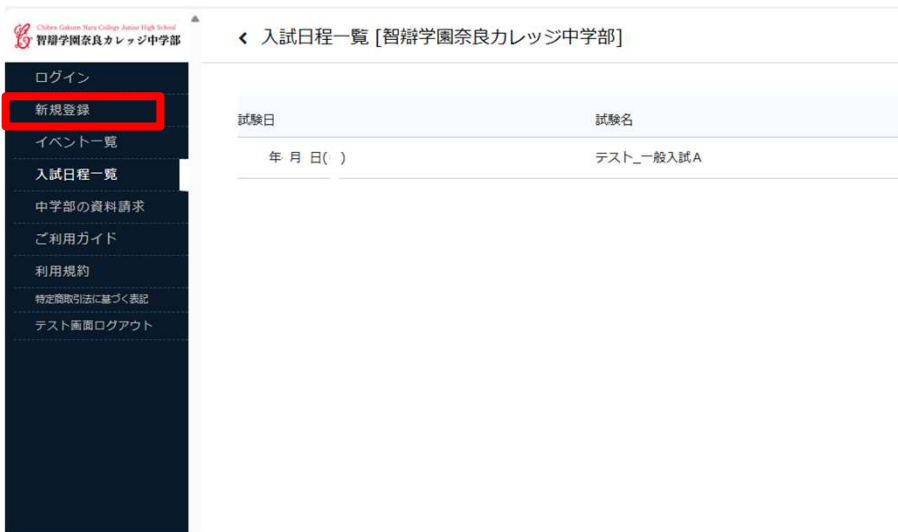 Chiben Gakuen Nara College Junior High School
智辯学園奈良カレッジ中学部
ログイン
新規登録
イベント一覧
入試日程一覧
中学部の資料請求
ご利用ガイド
利用規約
特定商取引法に基づく表記
テスト画面ログアウト
入試日程一覧 [智辯学園奈良カレッジ中学部]
試験日 試験名
年 月 日( ) テスト_一般入試A